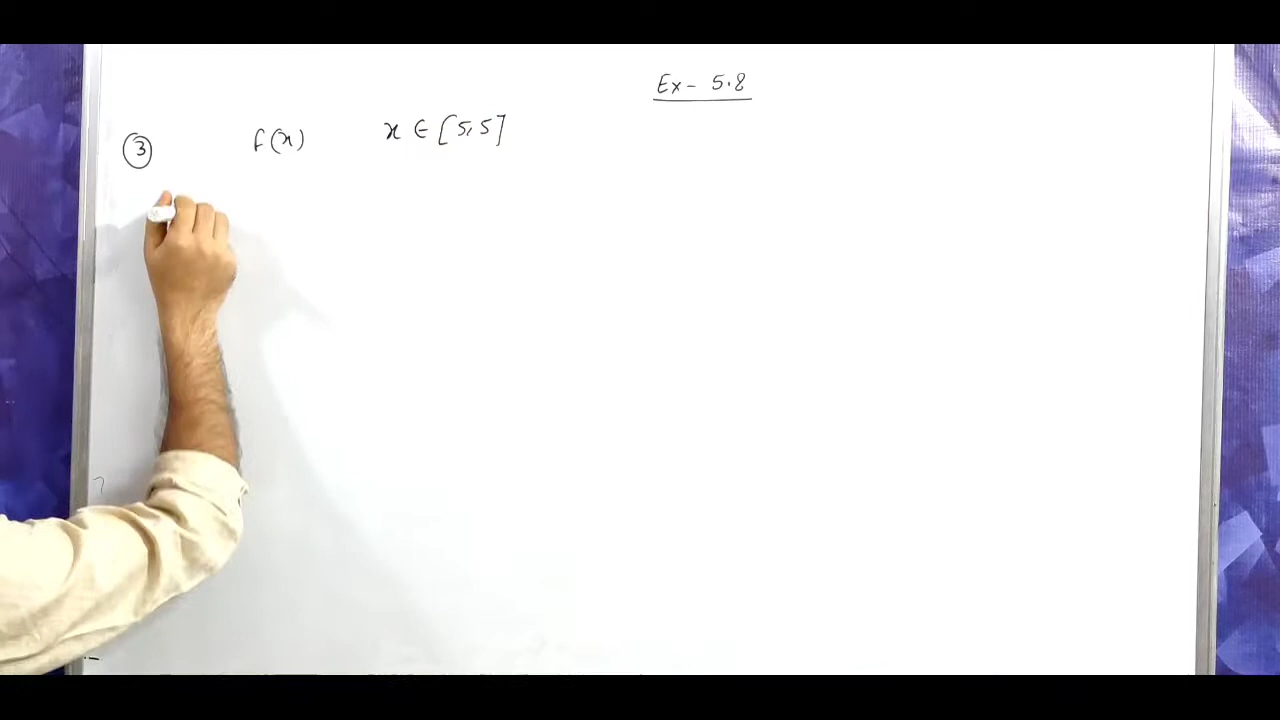 Ex - 5.8
③ f(x) x ∈ [5, 5]